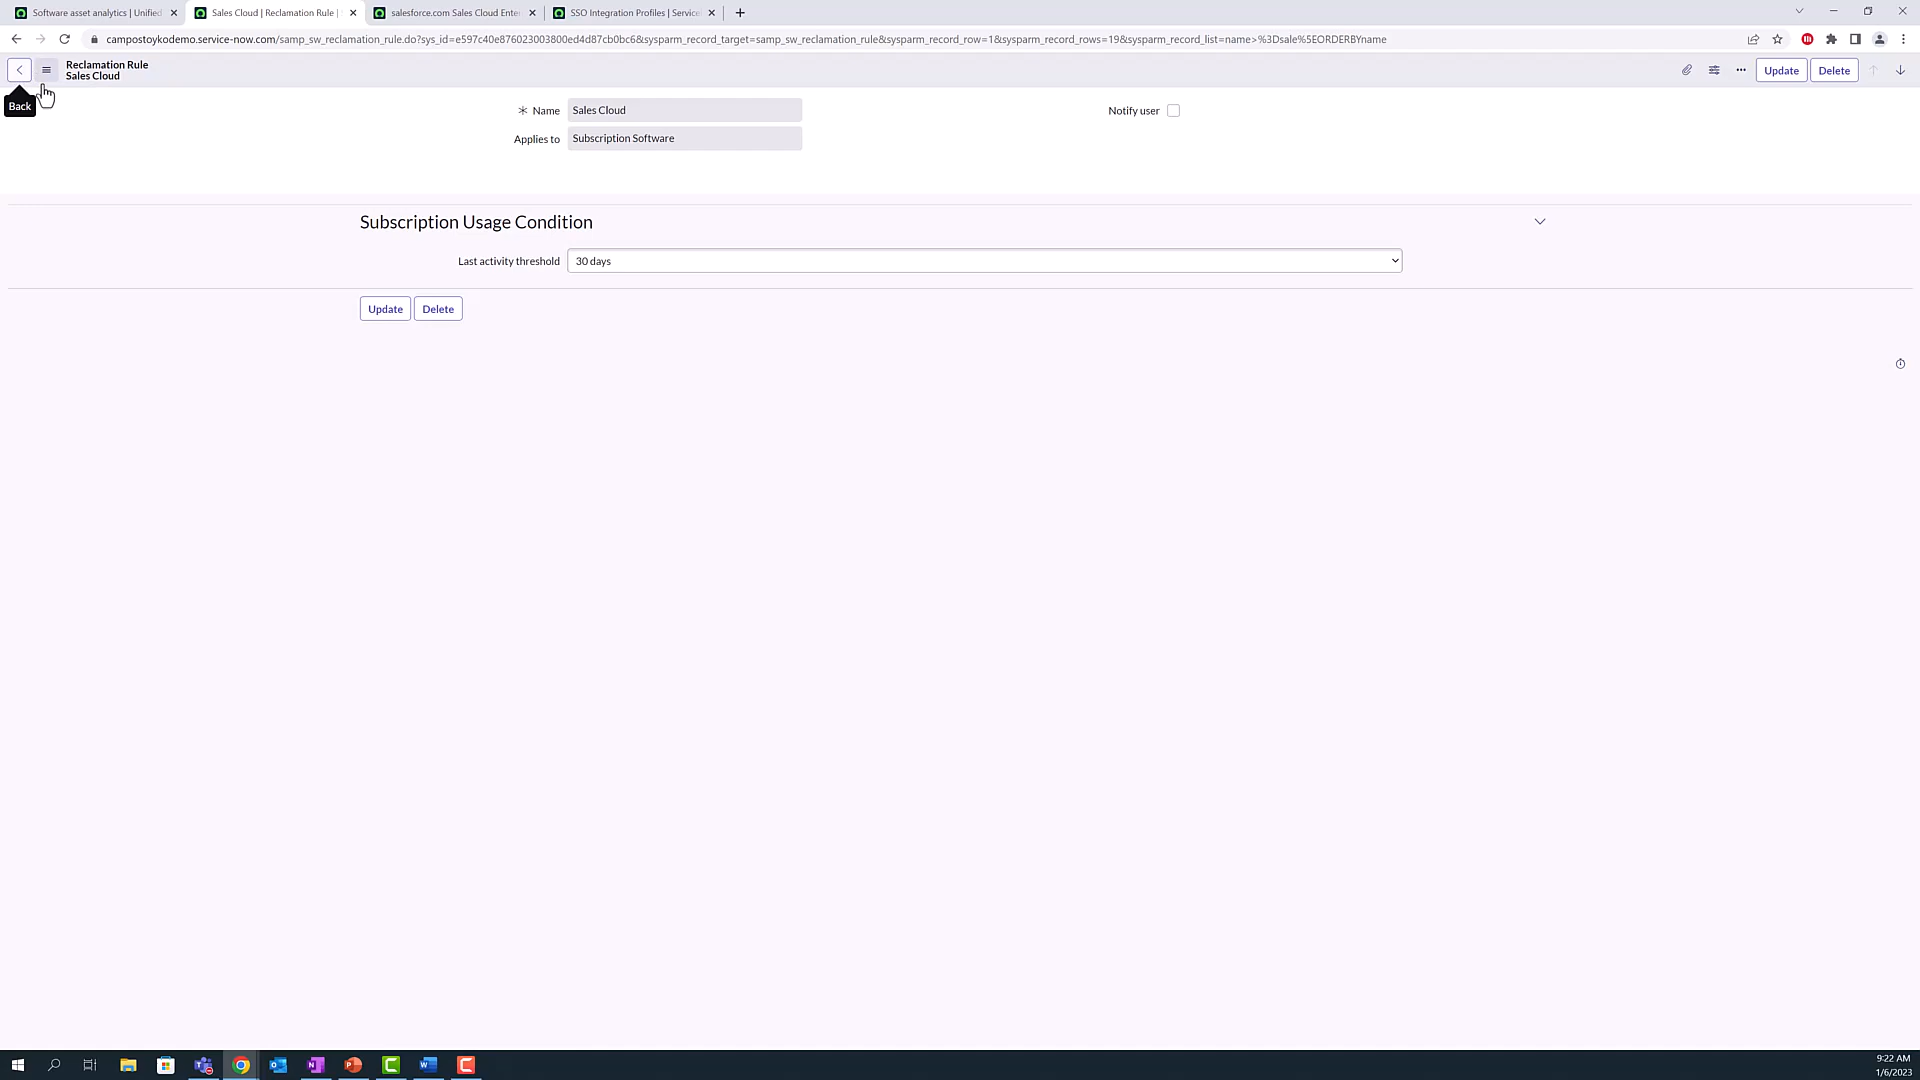 Software asset analytics | Unified
Sales Cloud | Reclamation Rule |
salesforce.com Sales Cloud Ente
SSO Integration Profiles | Service
campostoykodemo.service-now.com/samp_sw_reclamation_rule.do?sys_id=e597c40e876023003800ed4d87cb0bc6&sysparm_record_target=samp_sw_reclamation_rule&sysparm_record_row=1&sysparm_record_rows=19&sysparm_record_list=name>%3Dsale%5EORDERBYname
Reclamation Rule
Sales Cloud
Update
Delete
Back
Name
Sales Cloud
Notify user
Applies to
Subscription Software
Subscription Usage Condition
Last activity threshold
30 days
Update
Delete
9:22 AM
1/6/2023